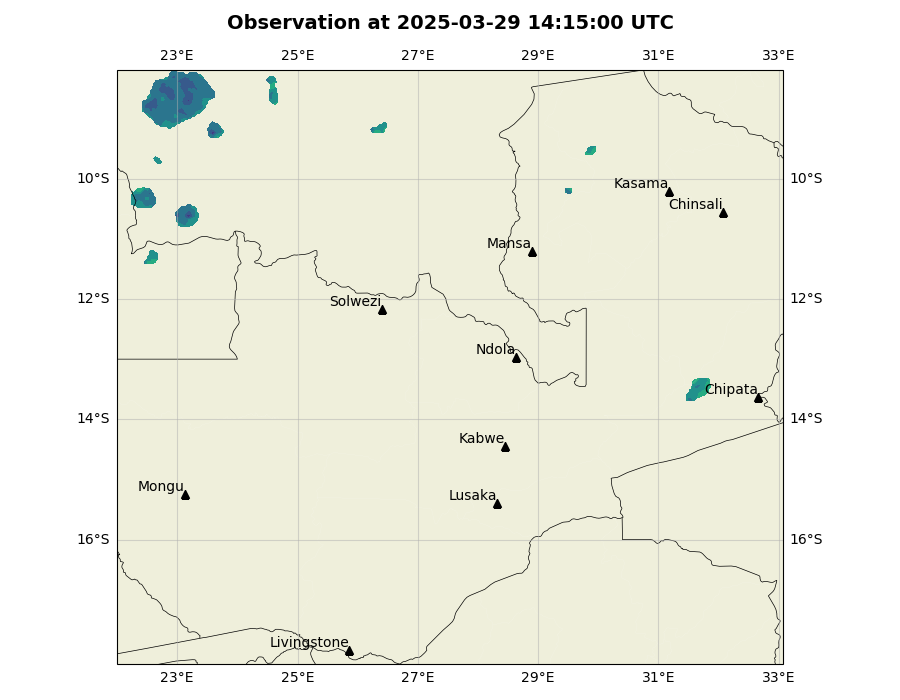 Observation at 2025-03-29 14:15:00 UTC
23°E 25°E 27°E 29°E 31°E 33°E
10°S 10°S
Kasama
Chinsali
Mansa
12°S 12°S
Solwezi
Ndola
Chipata
14°S 14°S
Kabwe
Mongu
Lusaka
16°S 16°S
Livingstone
23°E 25°E 27°E 29°E 31°E 33°E